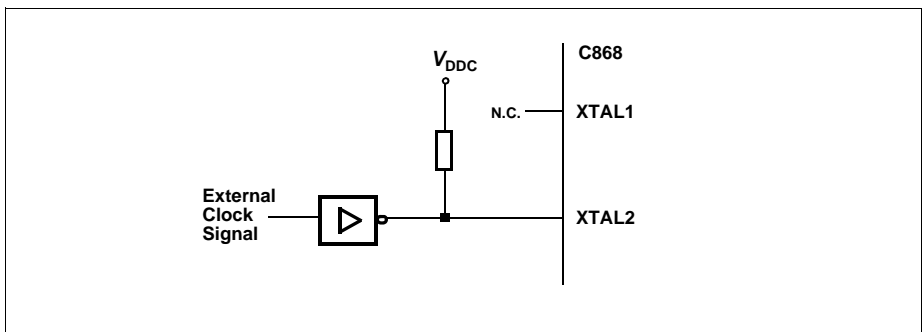 C868
VDDC
N.C.
XTAL1
External
Clock
Signal
XTAL2